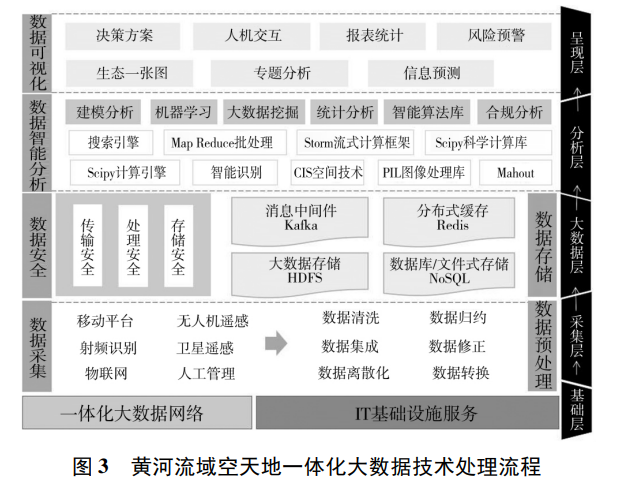 数据可视化
决策方案
人机交互
报表统计
风险预警
生态一张图
专题分析
信息预测
呈现层
数据智能分析
建模分析
机器学习
大数据挖掘
统计分析
智能算法库
合规分析
搜索引擎
Map Reduce批处理
Storm流式计算框架
Scipy科学计算库
Scipy计算引擎
智能识别
CIS空间技术
PIL图像处理库
Mahout
分析层
数据安全
传输安全
处理安全
存储安全
消息中间件
Kafka
分布式缓存
Redis
大数据存储
HDFS
数据库/文件式存储
NoSQL
数据存储
大数据层
数据采集
移动平台
无人机遥感
射频识别
卫星遥感
物联网
人工管理
数据清洗
数据归约
数据集成
数据修正
数据离散化
数据转换
数据预处理
采集层
一体化大数据网络
IT基础设施服务
基础层
图 3 黄河流域空天地一体化大数据技术处理流程